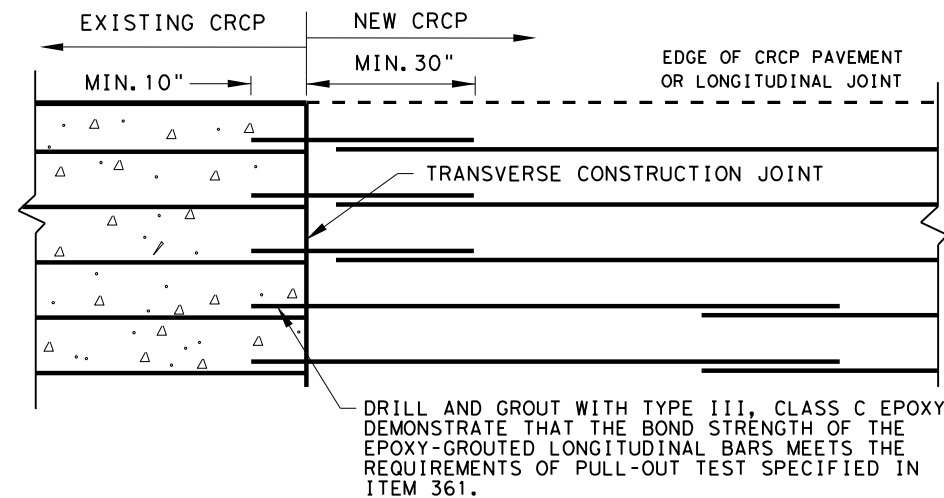 EXISTING CRCP
NEW CRCP
MIN. 10"
MIN. 30"
EDGE OF CRCP PAVEMENT
OR LONGITUDINAL JOINT
TRANSVERSE CONSTRUCTION JOINT
DRILL AND GROUT WITH TYPE III, CLASS C EPOXY
DEMONSTRATE THAT THE BOND STRENGTH OF THE
EPOXY-GROUTED LONGITUDINAL BARS MEETS THE
REQUIREMENTS OF PULL-OUT TEST SPECIFIED IN
ITEM 361.